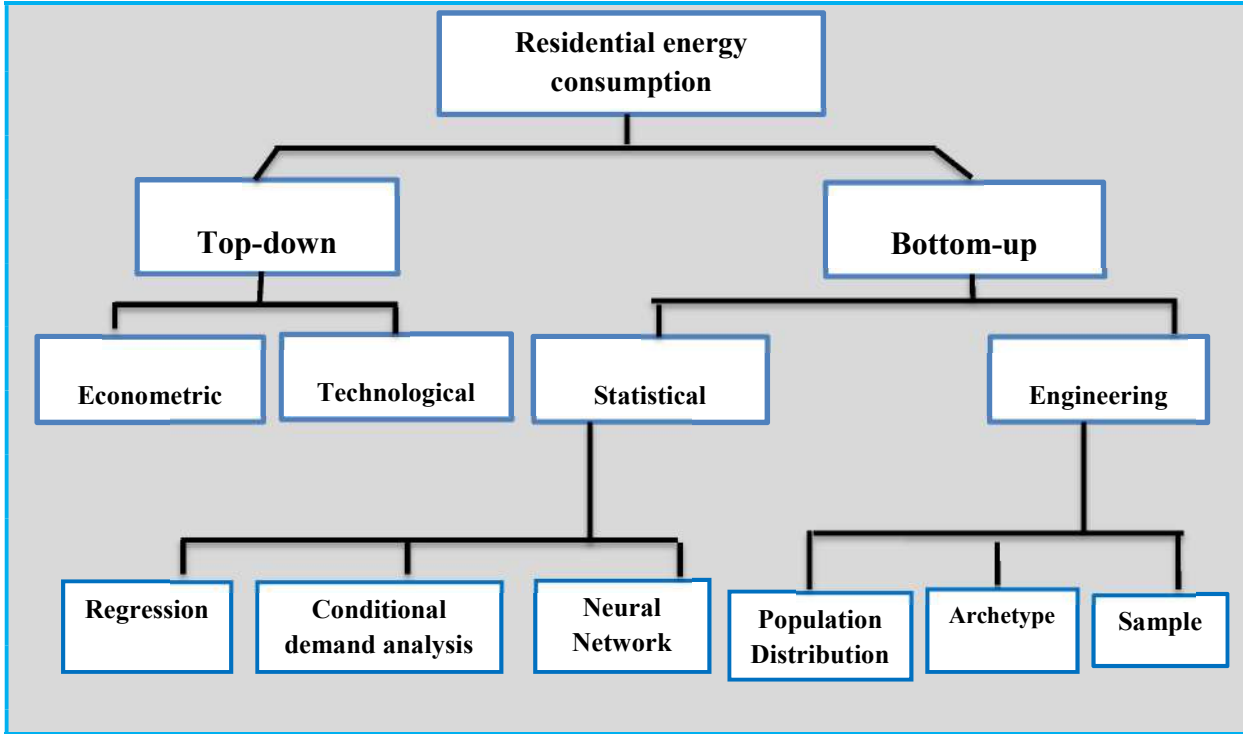 Residential energy
consumption
Top-down
Bottom-up
Econometric
Technological
Statistical
Engineering
Regression
Conditional
demand analysis
Neural
Network
Population
Distribution
Archetype
Sample